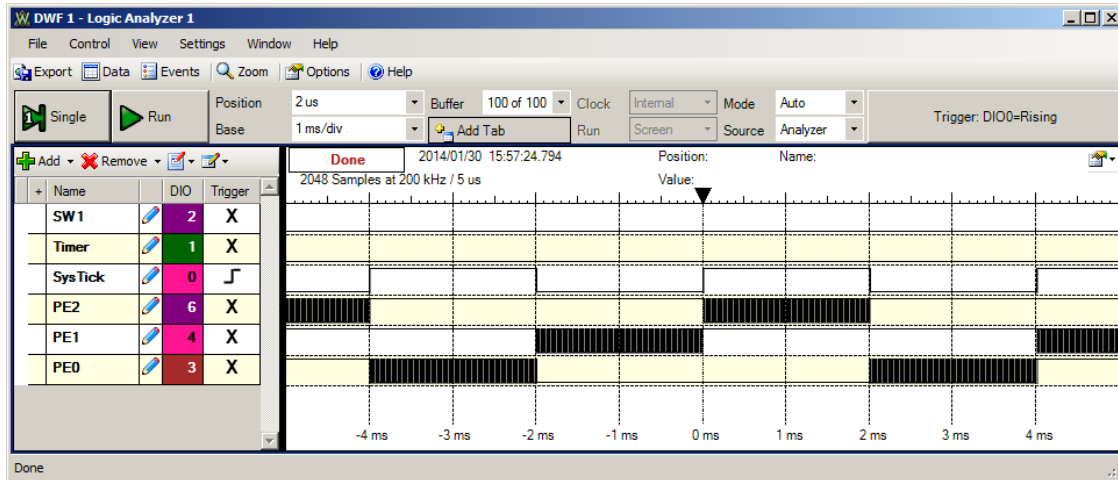 DWF 1 - Logic Analyzer 1
File Control View Settings Window Help
Export Data Events Zoom Options Help
Single Run Position 2 us Buffer 100 of 100 Clock Internal Mode Auto Trigger: DIO0=Rising
Base 1 ms/div Add Tab Run Screen Source Analyzer
Add Remove Done 2014/01/30 15:57:24.794 Position: Name:
2048 Samples at 200 kHz / 5 us Value:
+ Name DIO Trigger
SW1 2 X
Timer 1 X
SysTick 0
PE2 6 X
PE1 4 X
PE0 3 X
-4 ms -3 ms -2 ms -1 ms 0 ms 1 ms 2 ms 3 ms 4 ms
Done